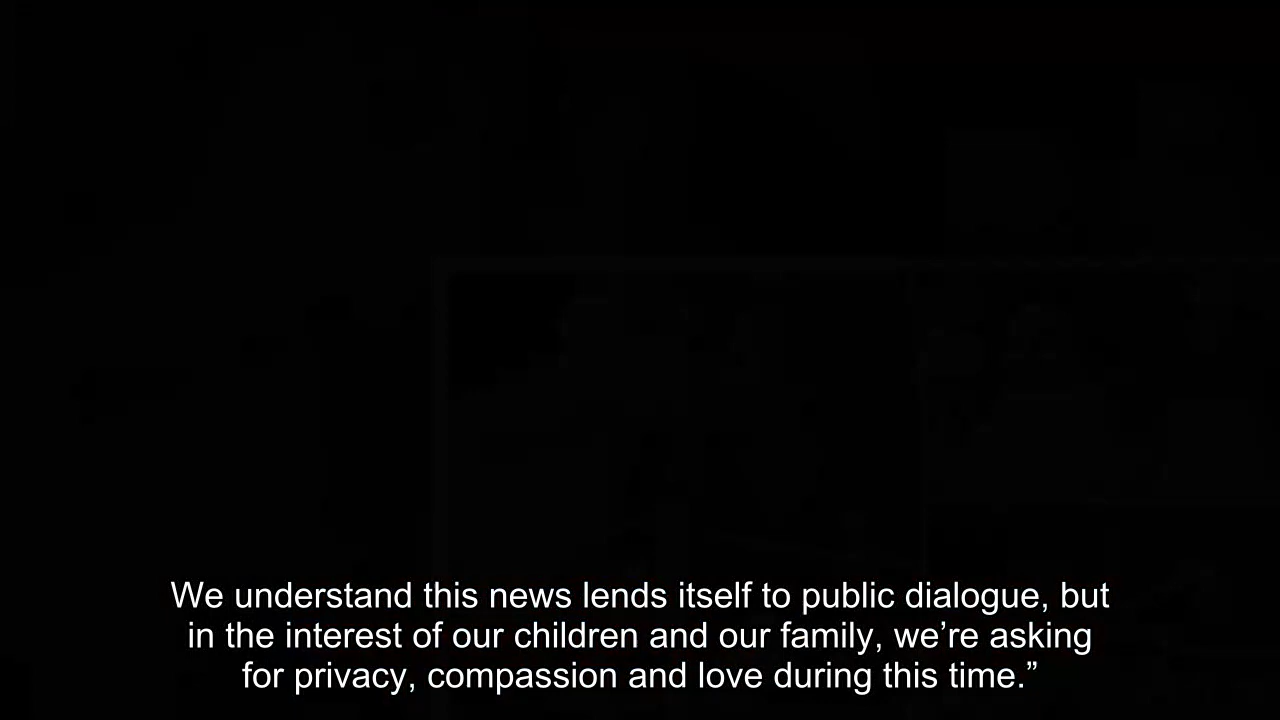 We understand this news lends itself to public dialogue, but
in the interest of our children and our family, we’re asking
for privacy, compassion and love during this time.”